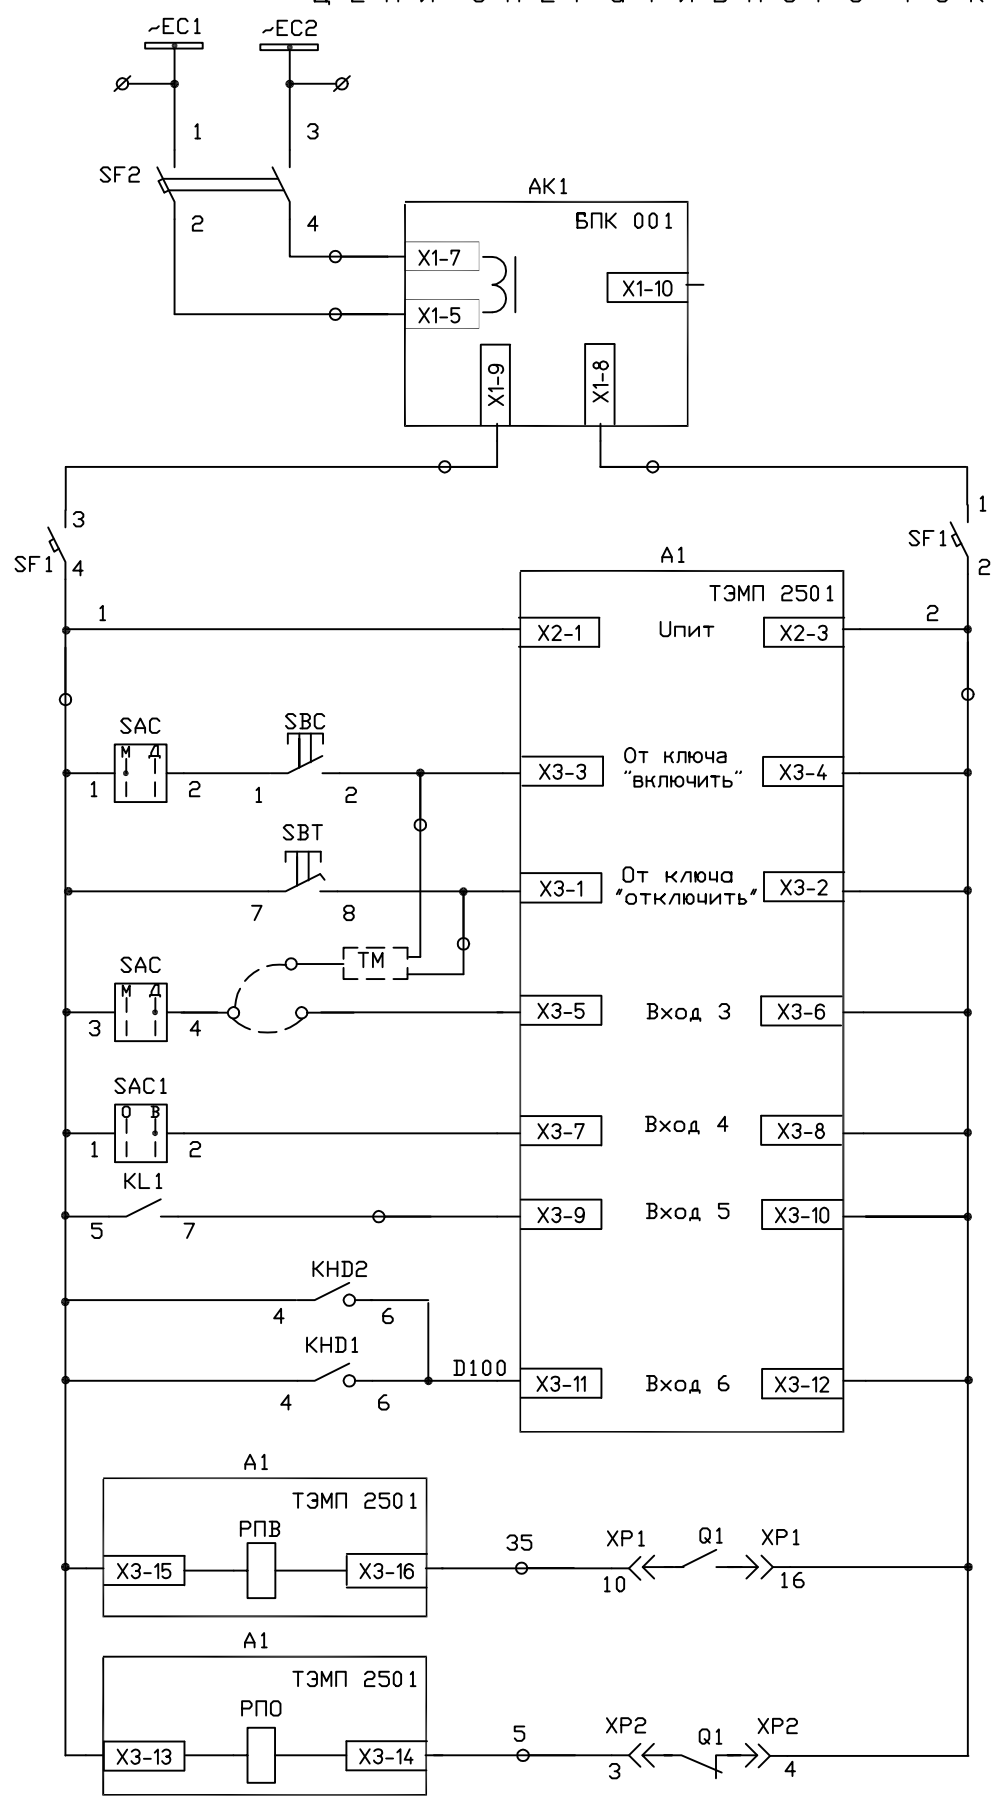 ~EC1 ~EC2
1 3
SF2
2 4
AK1
БПК 001
X1-7
X1-10
X1-5
X1-9 X1-8
3 1
SF1 4
SF1 2
A1
ТЭМП 2501
1 2
X2-1 Uпит X2-3
SAC SBC
М Д
1 2 1 2
X3-3 От ключа X3-4
"включить"
SBT
7 8
X3-1 От ключа X3-2
"отключить"
ТМ
SAC
М Д
3 4
X3-5 Вход 3 X3-6
SAC1
О В
1 2
X3-7 Вход 4 X3-8
KL1
5 7
X3-9 Вход 5 X3-10
KHD2
4 6
KHD1
4 6
D100
X3-11 Вход 6 X3-12
A1
ТЭМП 2501
РПВ
X3-15 X3-16
35 XP1 Q1 XP1
10 16
A1
ТЭМП 2501
РПО
X3-13 X3-14
5 XP2 Q1 XP2
3 4